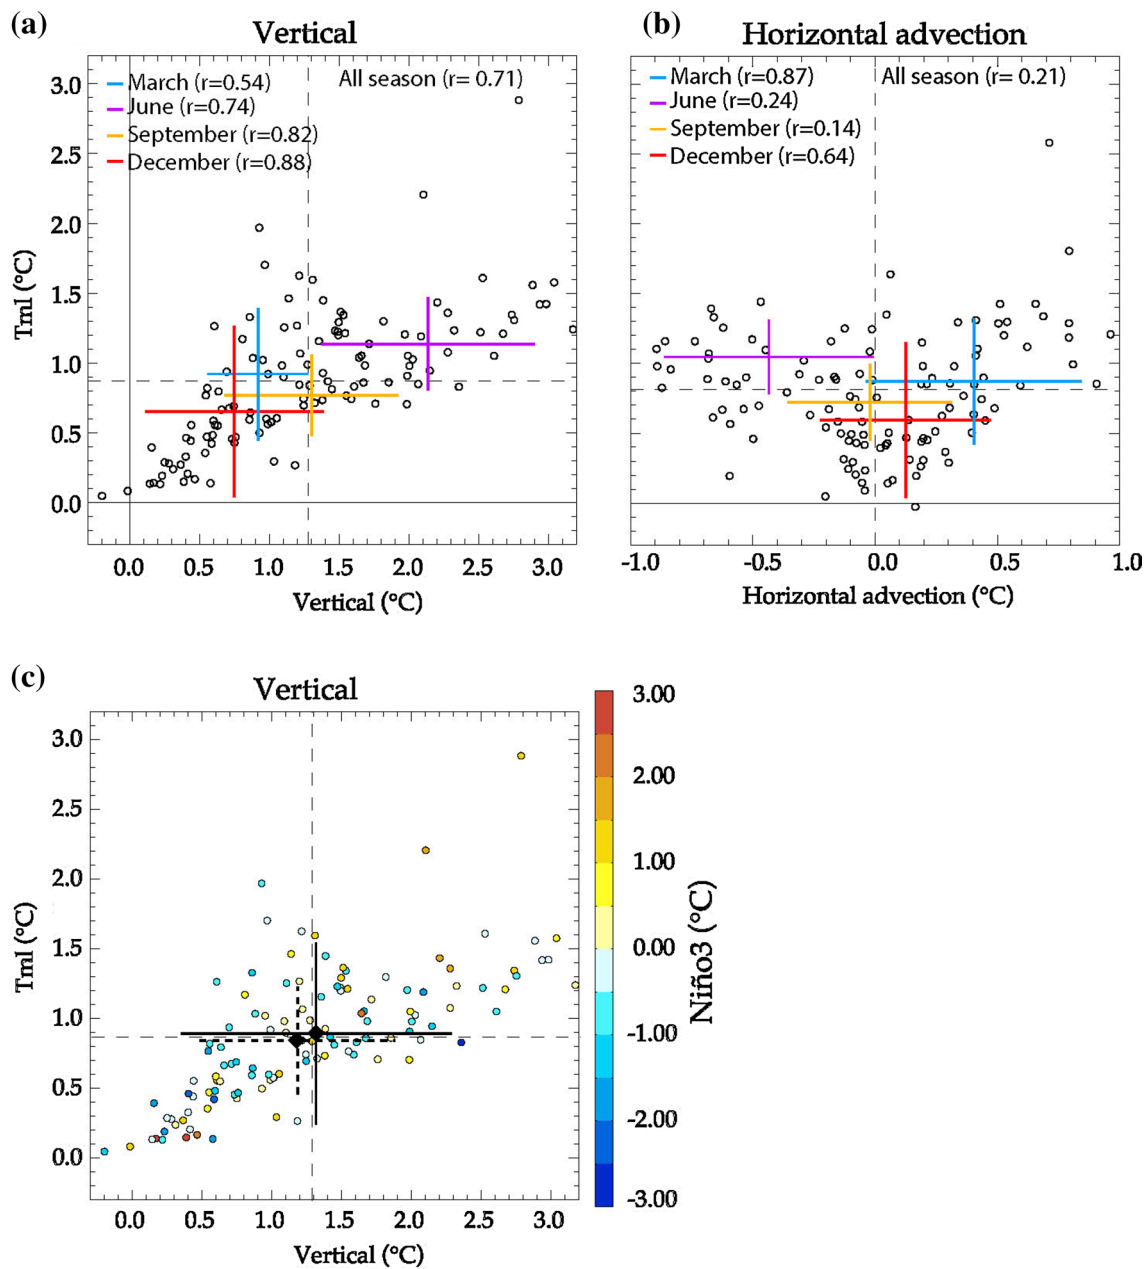 (a)
Vertical
March (r=0.54)
June (r=0.74)
September (r=0.82)
December (r=0.88)
All season (r= 0.71)
3.0
2.5
2.0
1.5
1.0
0.5
0.0
Tml (°C)
0.0 0.5 1.0 1.5 2.0 2.5 3.0
Vertical (°C)
(b)
Horizontal advection
March (r=0.87)
June (r=0.24)
September (r=0.14)
December (r=0.64)
All season (r= 0.21)
-1.0 -0.5 0.0 0.5 1.0
Horizontal advection (°C)
(c)
Vertical
3.0
2.5
2.0
1.5
1.0
0.5
0.0
Tml (°C)
0.0 0.5 1.0 1.5 2.0 2.5 3.0
Vertical (°C)
3.00
2.00
1.00
0.00
-1.00
-2.00
-3.00
Niño3 (°C)